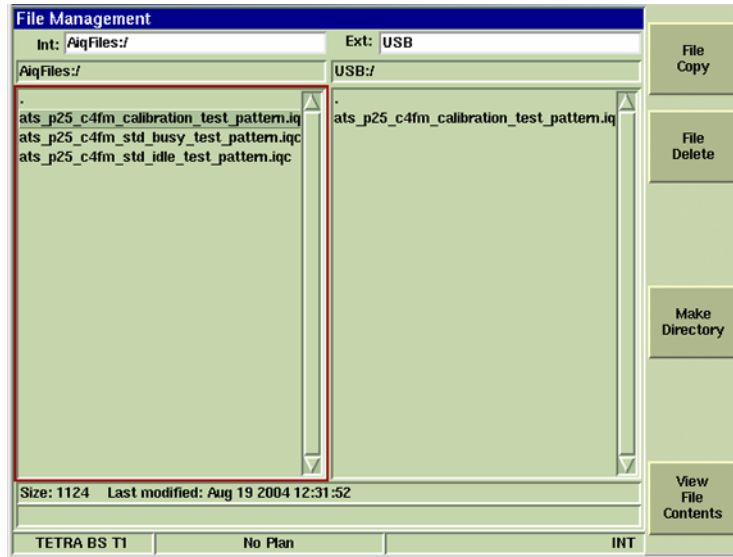 File Management
Int: AiqFiles:/ Ext: USB
AiqFiles:/ USB:/
. .
ats_p25_c4fm_calibration_test_pattern.iq ats_p25_c4fm_calibration_test_pattern.iq
ats_p25_c4fm_std_busy_test_pattern.iqc
ats_p25_c4fm_std_idle_test_pattern.iqc
Size: 1124 Last modified: Aug 19 2004 12:31:52
TETRA BS T1 No Plan INT
File
Copy
File
Delete
Make
Directory
View
File
Contents